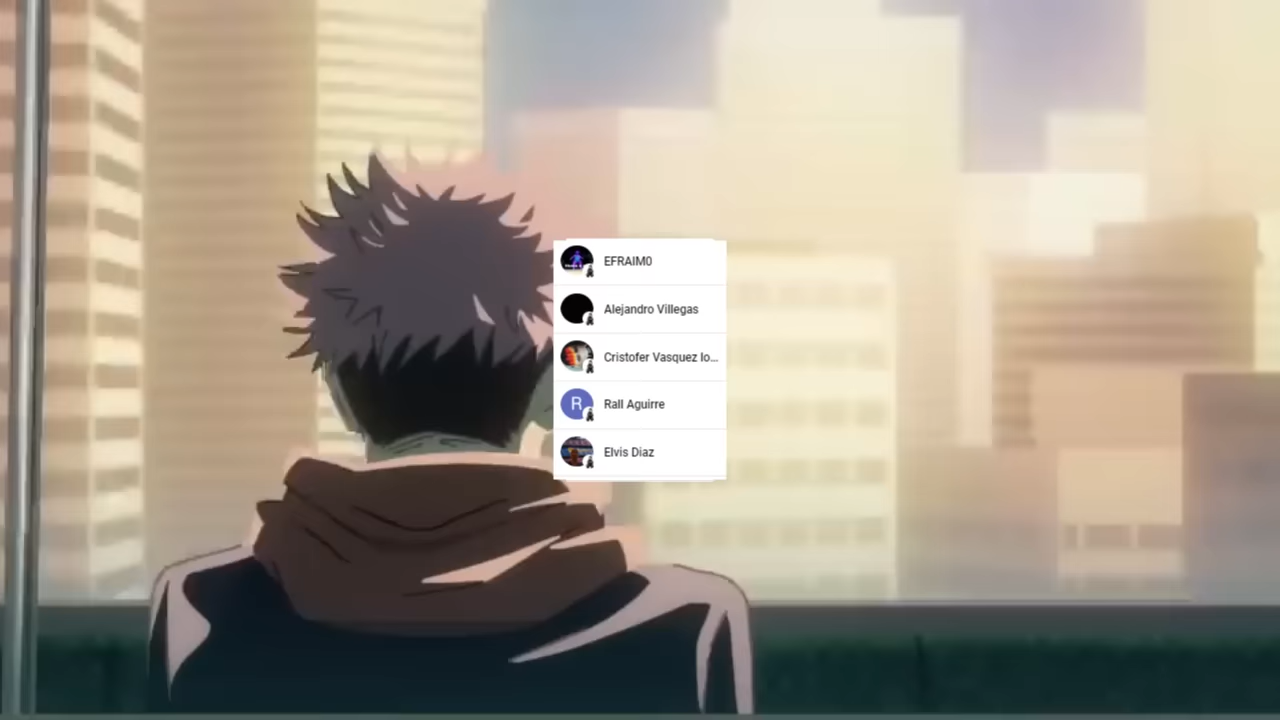 EFRAIM0
Alejandro Villegas
Cristofer Vasquez lo...
R
Rall Aguirre
Elvis Diaz